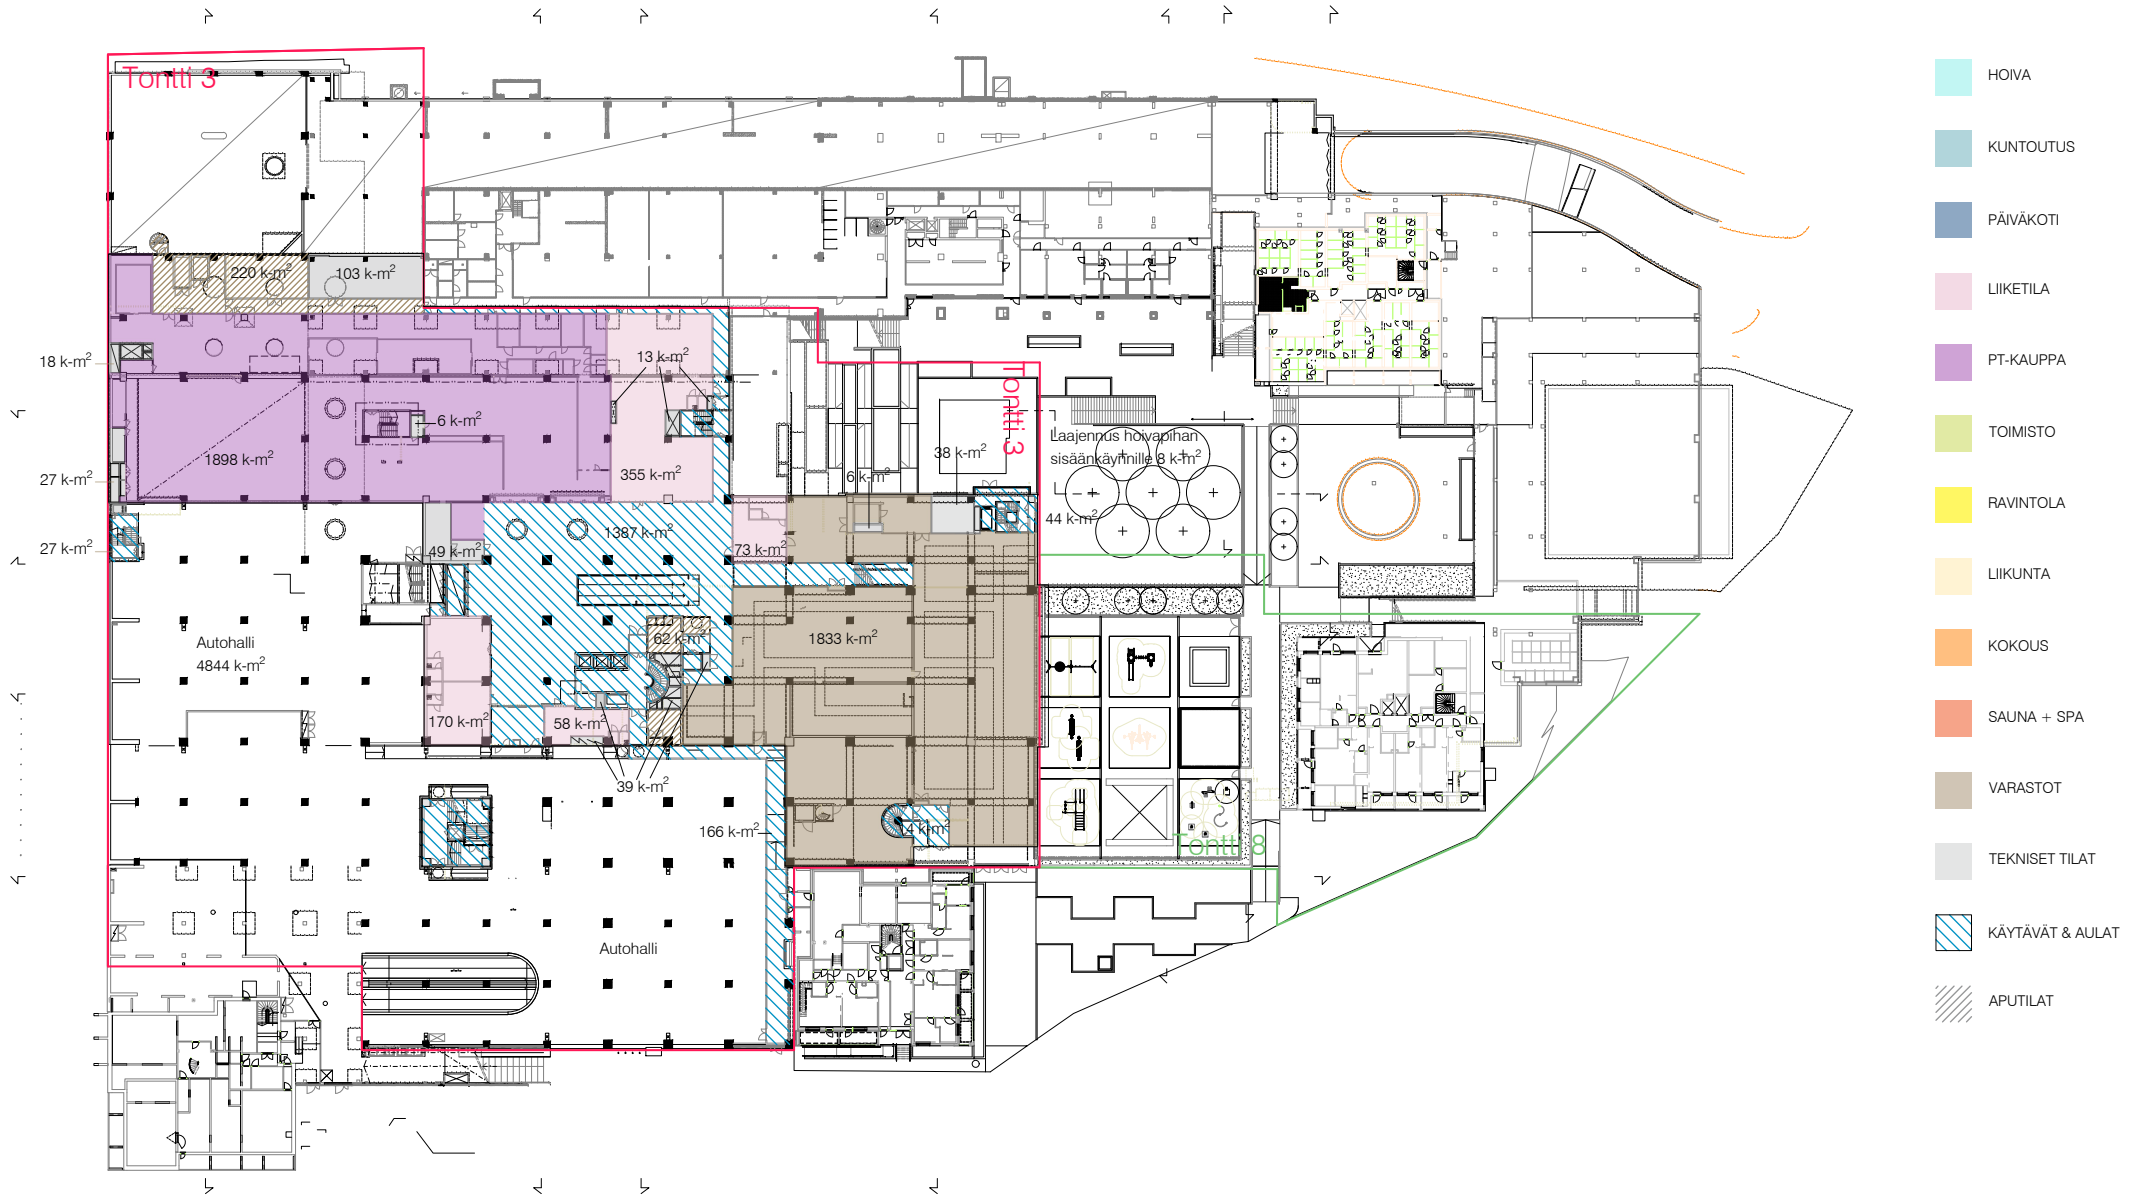 Tontti 3
220 k-m²
103 k-m²
18 k-m²
13 k-m²
6 k-m²
1898 k-m²
355 k-m²
27 k-m²
27 k-m²
49 k-m²
1387 k-m²
73 k-m²
6 k-m²
38 k-m²
Tontti 3
Laajennus hoivapihan
sisäänkäynnille 8 k-m²
44 k-m²
Autohalli
4844 k-m²
62 k-m²
1833 k-m²
170 k-m²
58 k-m²
39 k-m²
166 k-m²
4 k-m²
Tontti 8
Autohalli
HOIVA
KUNTOUTUS
PÄIVÄKOTI
LIIKETILA
PT-KAUPPA
TOIMISTO
RAVINTOLA
LIIKUNTA
KOKOUS
SAUNA + SPA
VARASTOT
TEKNISET TILAT
KÄYTÄVÄT & AULAT
APUTILAT